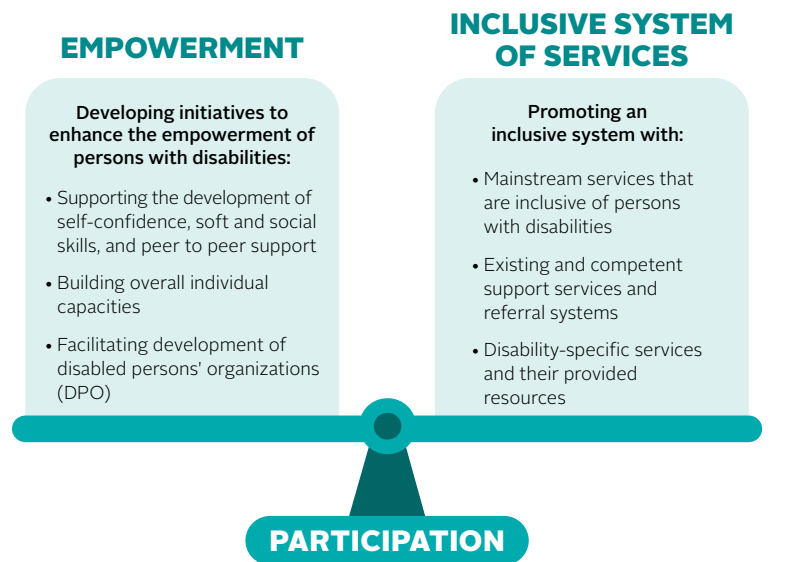 EMPOWERMENT
Developing initiatives to
enhance the empowerment of
persons with disabilities:
• Supporting the development of
self-confidence, soft and social
skills, and peer to peer support
• Building overall individual
capacities
• Facilitating development of
disabled persons' organizations
(DPO)
INCLUSIVE SYSTEM
OF SERVICES
Promoting an
inclusive system with:
• Mainstream services that
are inclusive of persons
with disabilities
• Existing and competent
support services and
referral systems
• Disability-specific services
and their provided
resources
PARTICIPATION